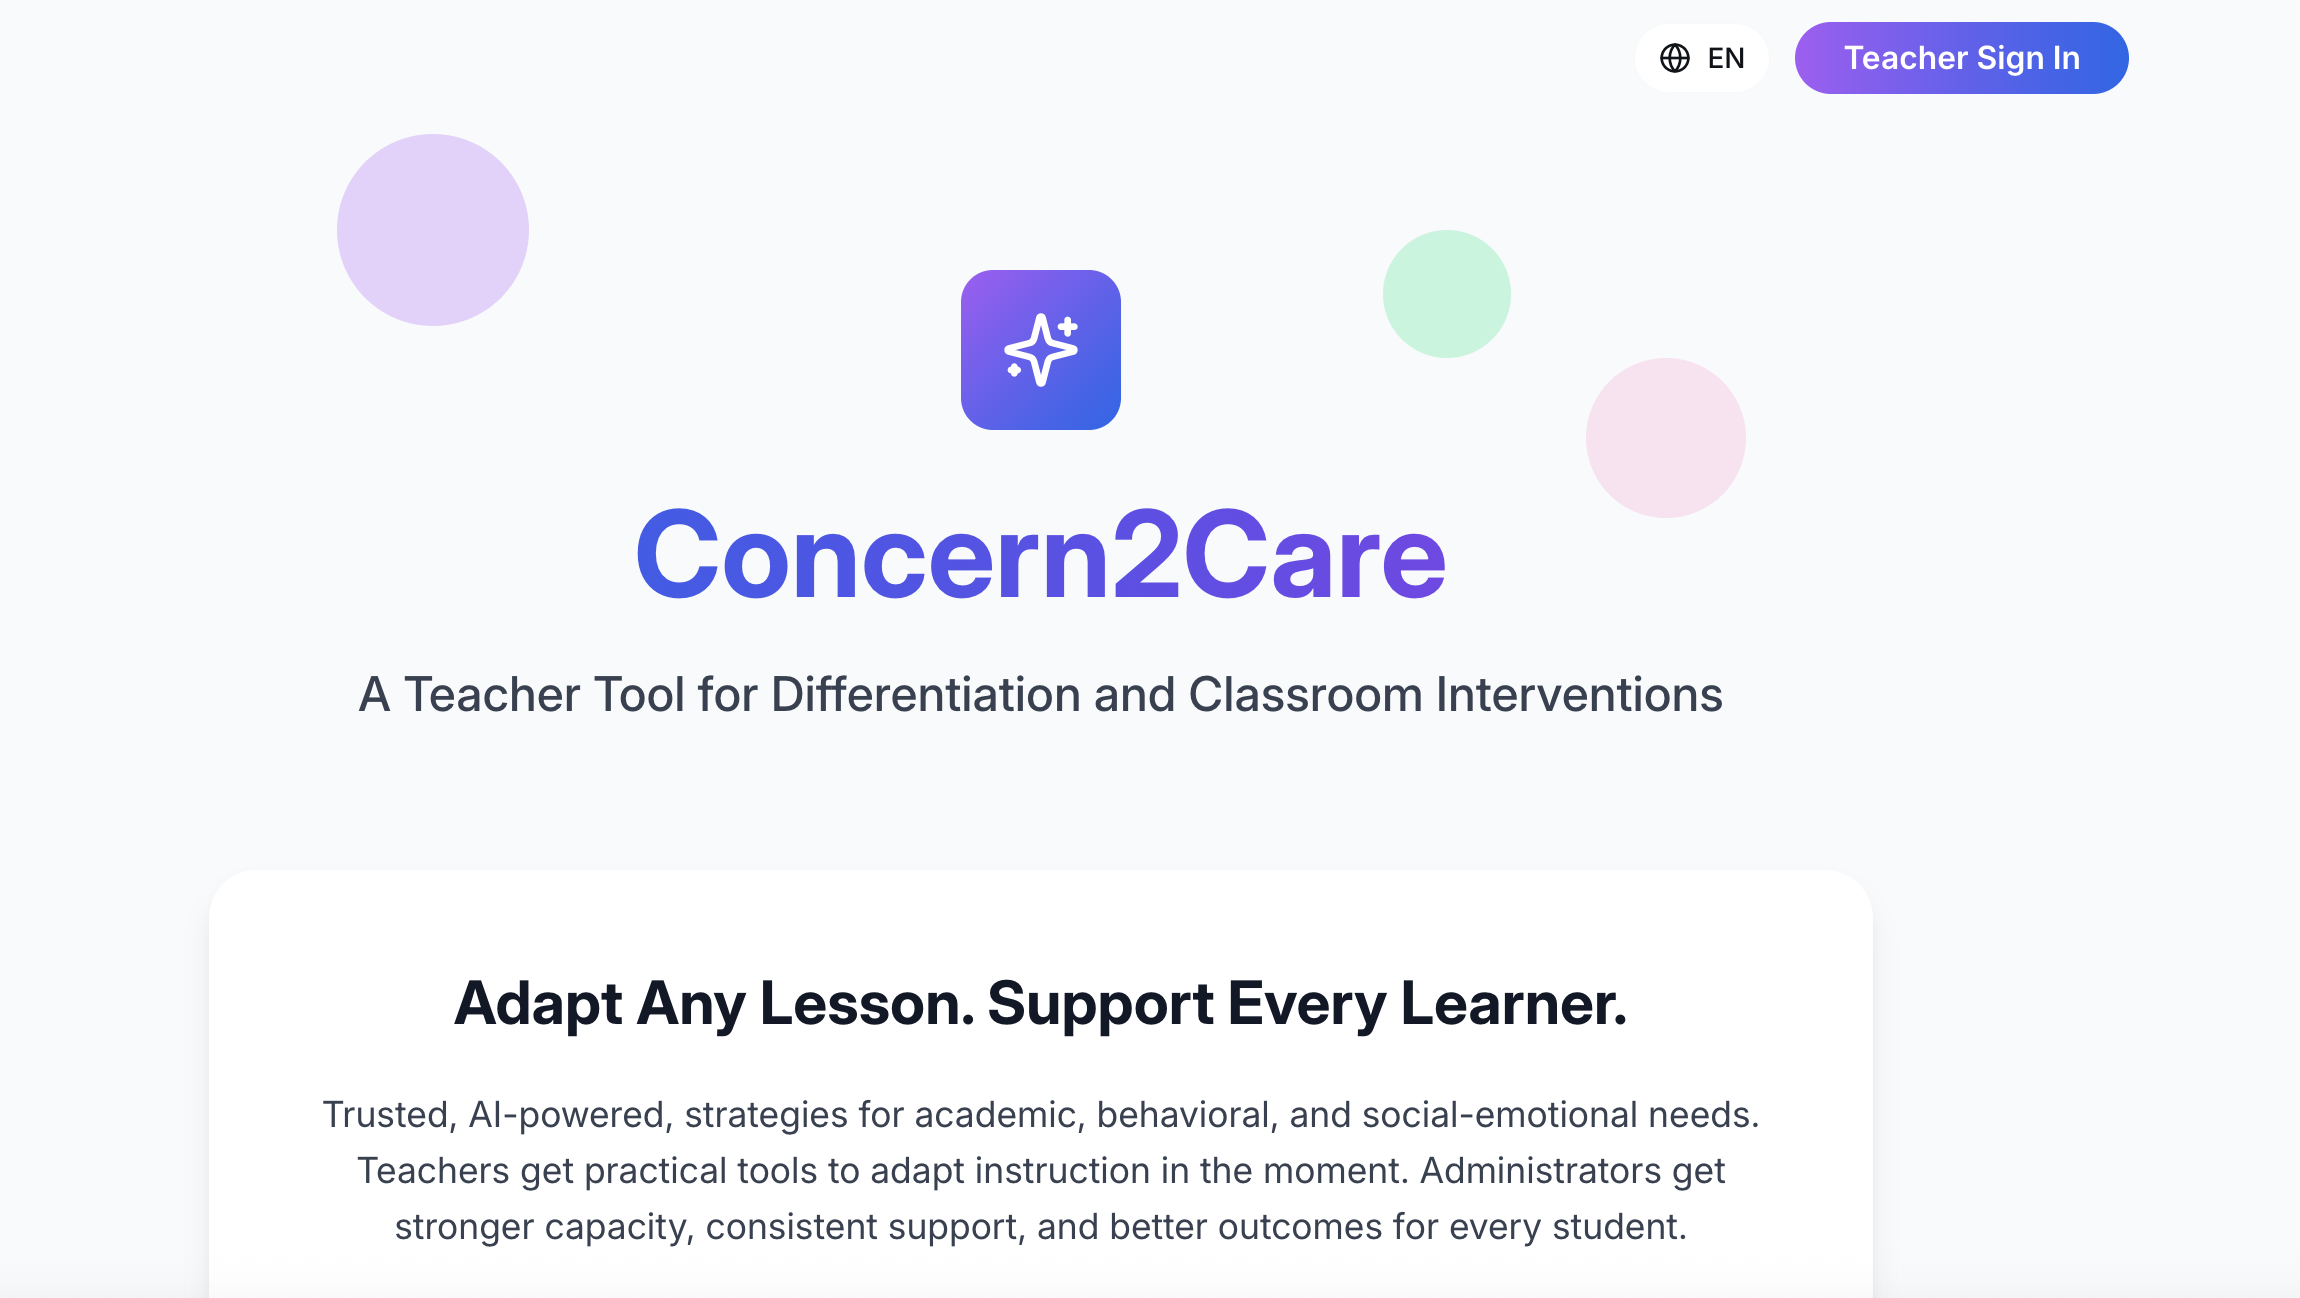 EN
Teacher Sign In
Concern2Care
A Teacher Tool for Differentiation and Classroom Interventions
Adapt Any Lesson. Support Every Learner.
Trusted, AI-powered, strategies for academic, behavioral, and social-emotional needs.
Teachers get practical tools to adapt instruction in the moment. Administrators get
stronger capacity, consistent support, and better outcomes for every student.